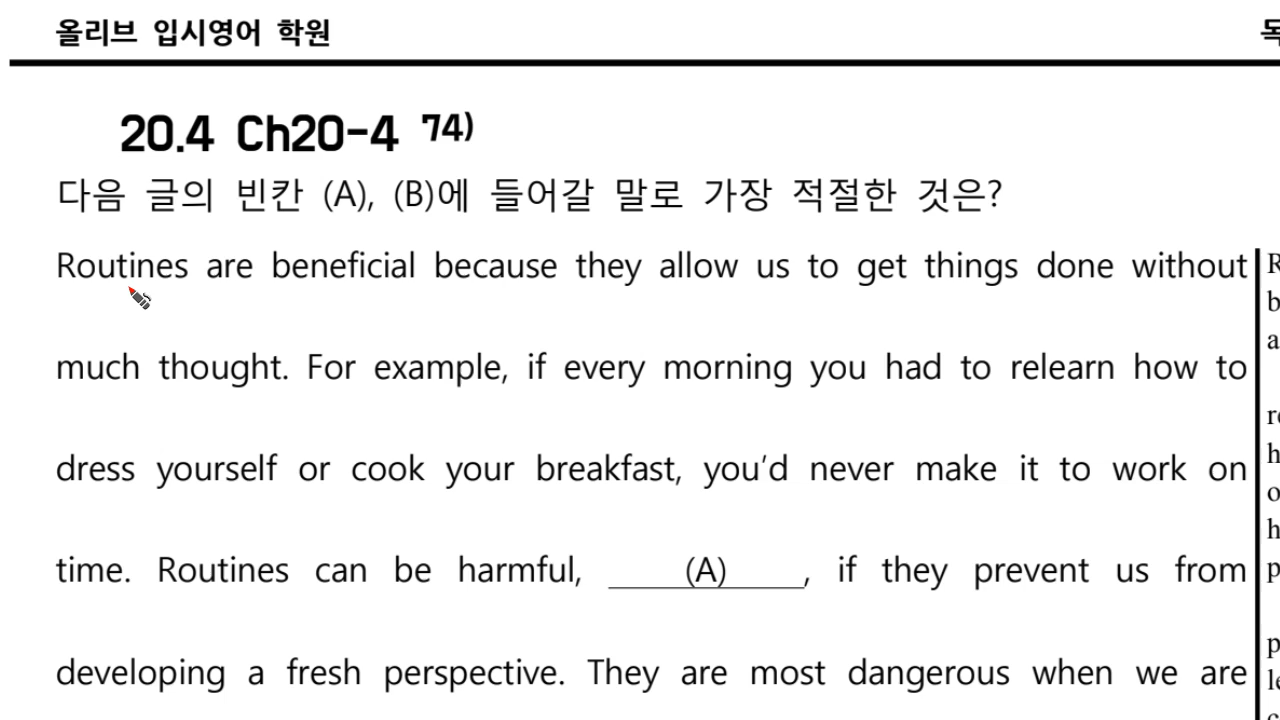 올리브 입시영어 학원
20.4 Ch20-4 74)
다음 글의 빈칸 (A), (B)에 들어갈 말로 가장 적절한 것은?
Routines are beneficial because they allow us to get things done without
much thought. For example, if every morning you had to relearn how to
dress yourself or cook your breakfast, you’d never make it to work on
time. Routines can be harmful, (A) , if they prevent us from
developing a fresh perspective. They are most dangerous when we are